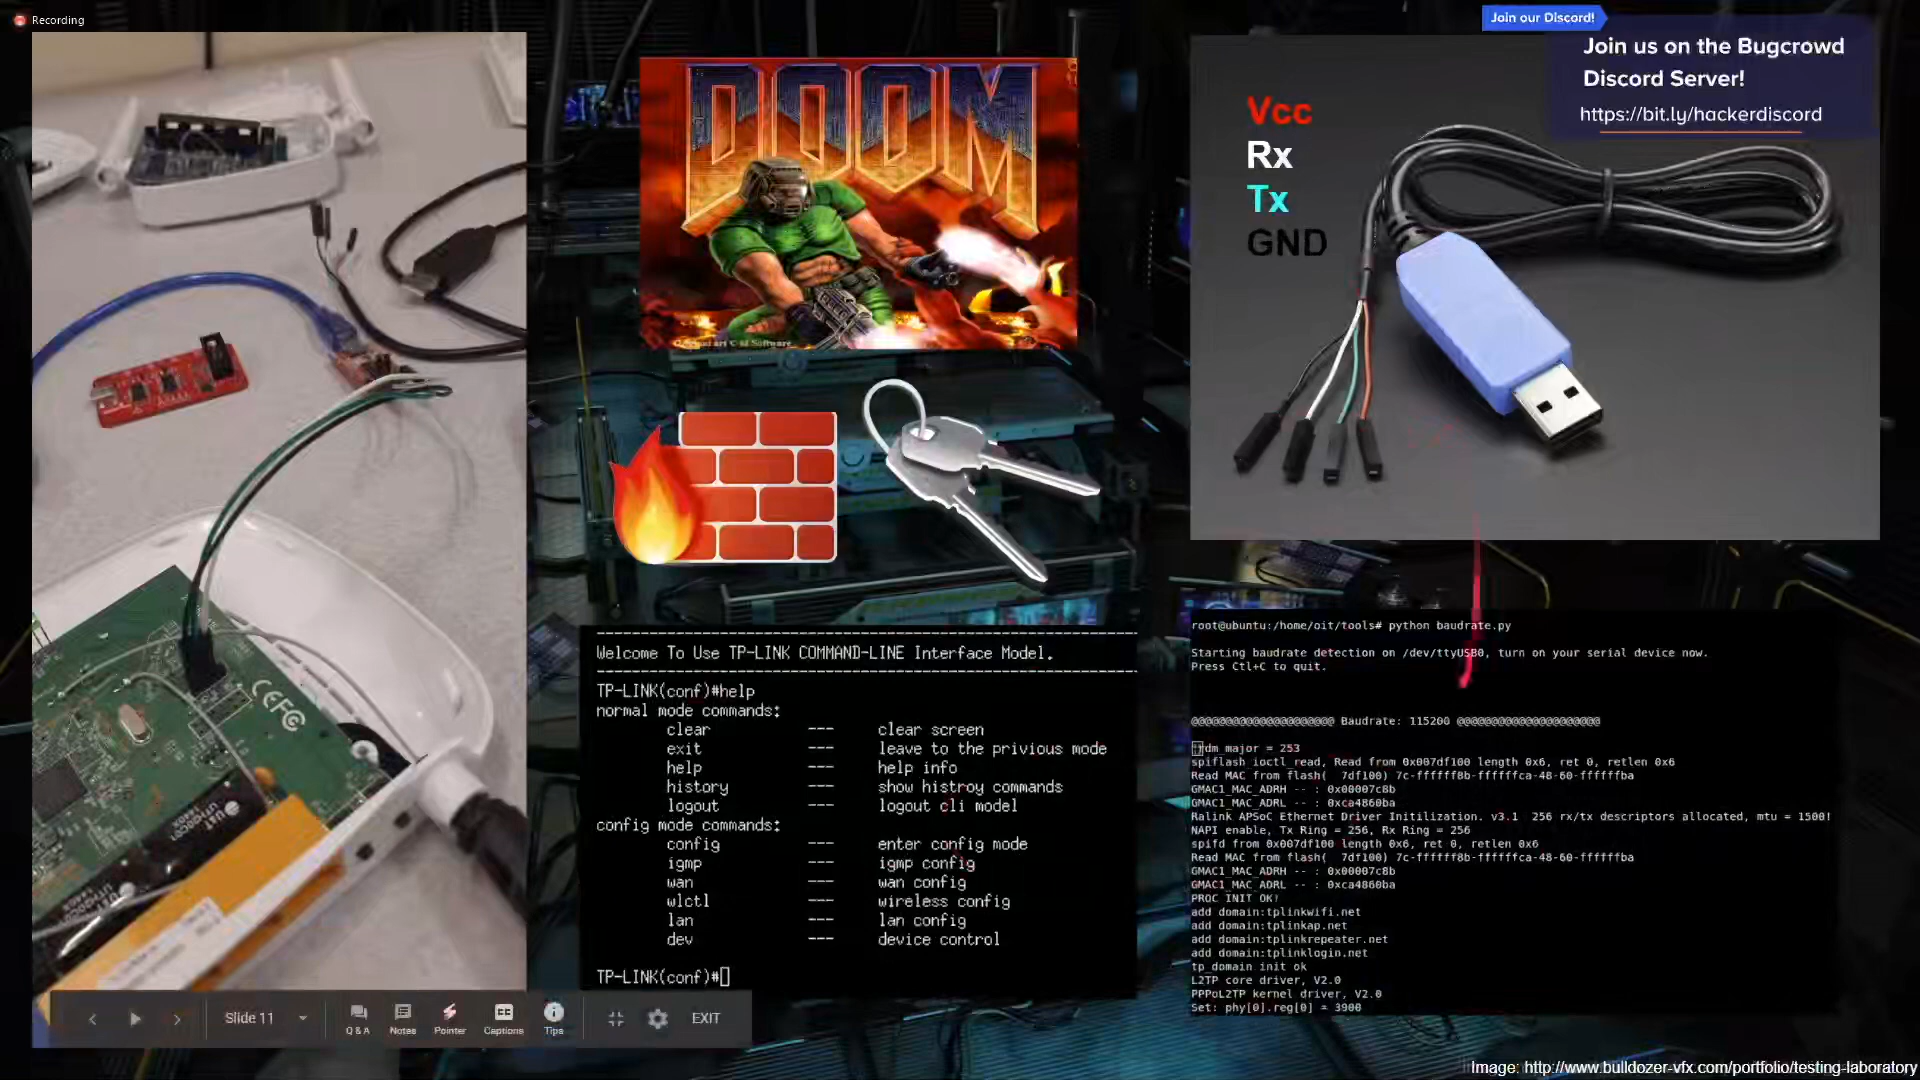 Recording
Join our Discord!
Join us on the Bugcrowd
Discord Server!
https://bit.ly/hackerdiscord
DOOM
Vcc
Rx
Tx
GND
Welcome To Use TP-LINK COMMAND-LINE Interface Model.
TP-LINK(conf)#help
normal mode commands:
clear --- clear screen
exit --- leave to the privious mode
help --- help info
history --- show histroy commands
logout --- logout cli model
config mode commands:
config --- enter config mode
igmp --- igmp config
wan --- wan config
wlctl --- wireless config
lan --- lan config
dev --- device control
TP-LINK(conf)#
root@ubuntu:/home/oit/tools# python baudrate.py
Starting baudrate detection on /dev/ttyUSB0, turn on your serial device now.
Press Ctl+C to quit.
@@@@@@@@@@@@@@@@@@@@@ Baudrate: 115200 @@@@@@@@@@@@@@@@@@@@@
rdm_major = 253
spiflash_ioctl_read, Read from 0x007df100 length 0x6, ret 0, retlen 0x6
Read MAC from flash( 7df100) 7c-ffffff8b-ffffffca-48-60-ffffffba
GMAC1_MAC_ADRH -- : 0x00007c8b
GMAC1_MAC_ADRL -- : 0xca4860ba
Ralink APSoC Ethernet Driver Initilization. v3.1 256 rx/tx descriptors allocated, mtu = 1500!
NAPI enable, Tx Ring = 256, Rx Ring = 256
spifd from 0x007df100 length 0x6, ret 0, retlen 0x6
Read MAC from flash( 7df100) 7c-ffffff8b-ffffffca-48-60-ffffffba
GMAC1_MAC_ADRH -- : 0x00007c8b
GMAC1_MAC_ADRL -- : 0xca4860ba
PROC INIT OK!
add domain:tplinkwifi.net
add domain:tplinkap.net
add domain:tplinkrepeater.net
add domain:tplinklogin.net
tp_domain init ok
L2TP core driver, V2.0
PPPoL2TP kernel driver, V2.0
Set: phy[0].reg[0] = 3900
Slide 11
Q & A
Notes
Pointer
Captions
Tips
EXIT
Image: http://www.bulldozer-vfx.com/portfolio/testing-laboratory